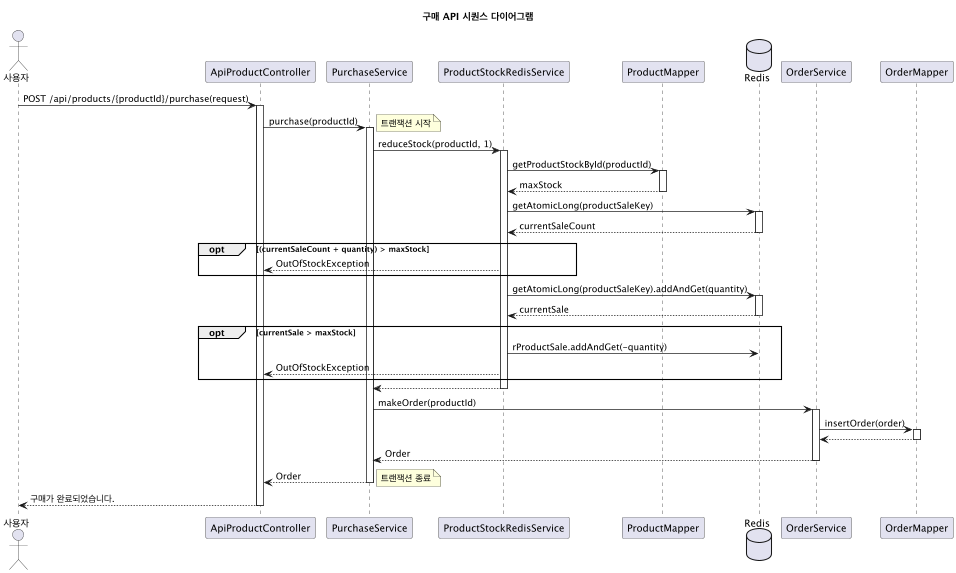 구매 API 시퀀스 다이어그램
사용자
ApiProductController
PurchaseService
ProductStockRedisService
ProductMapper
Redis
OrderService
OrderMapper
POST /api/products/{productId}/purchase(request)
purchase(productId)
트랜잭션 시작
reduceStock(productId, 1)
getProductStockById(productId)
maxStock
getAtomicLong(productSaleKey)
currentSaleCount
opt [(currentSaleCount + quantity) > maxStock]
OutOfStockException
getAtomicLong(productSaleKey).addAndGet(quantity)
currentSale
opt [currentSale > maxStock]
rProductSale.addAndGet(-quantity)
OutOfStockException
makeOrder(productId)
insertOrder(order)
Order
Order
트랜잭션 종료
구매가 완료되었습니다.
사용자
ApiProductController
PurchaseService
ProductStockRedisService
ProductMapper
Redis
OrderService
OrderMapper